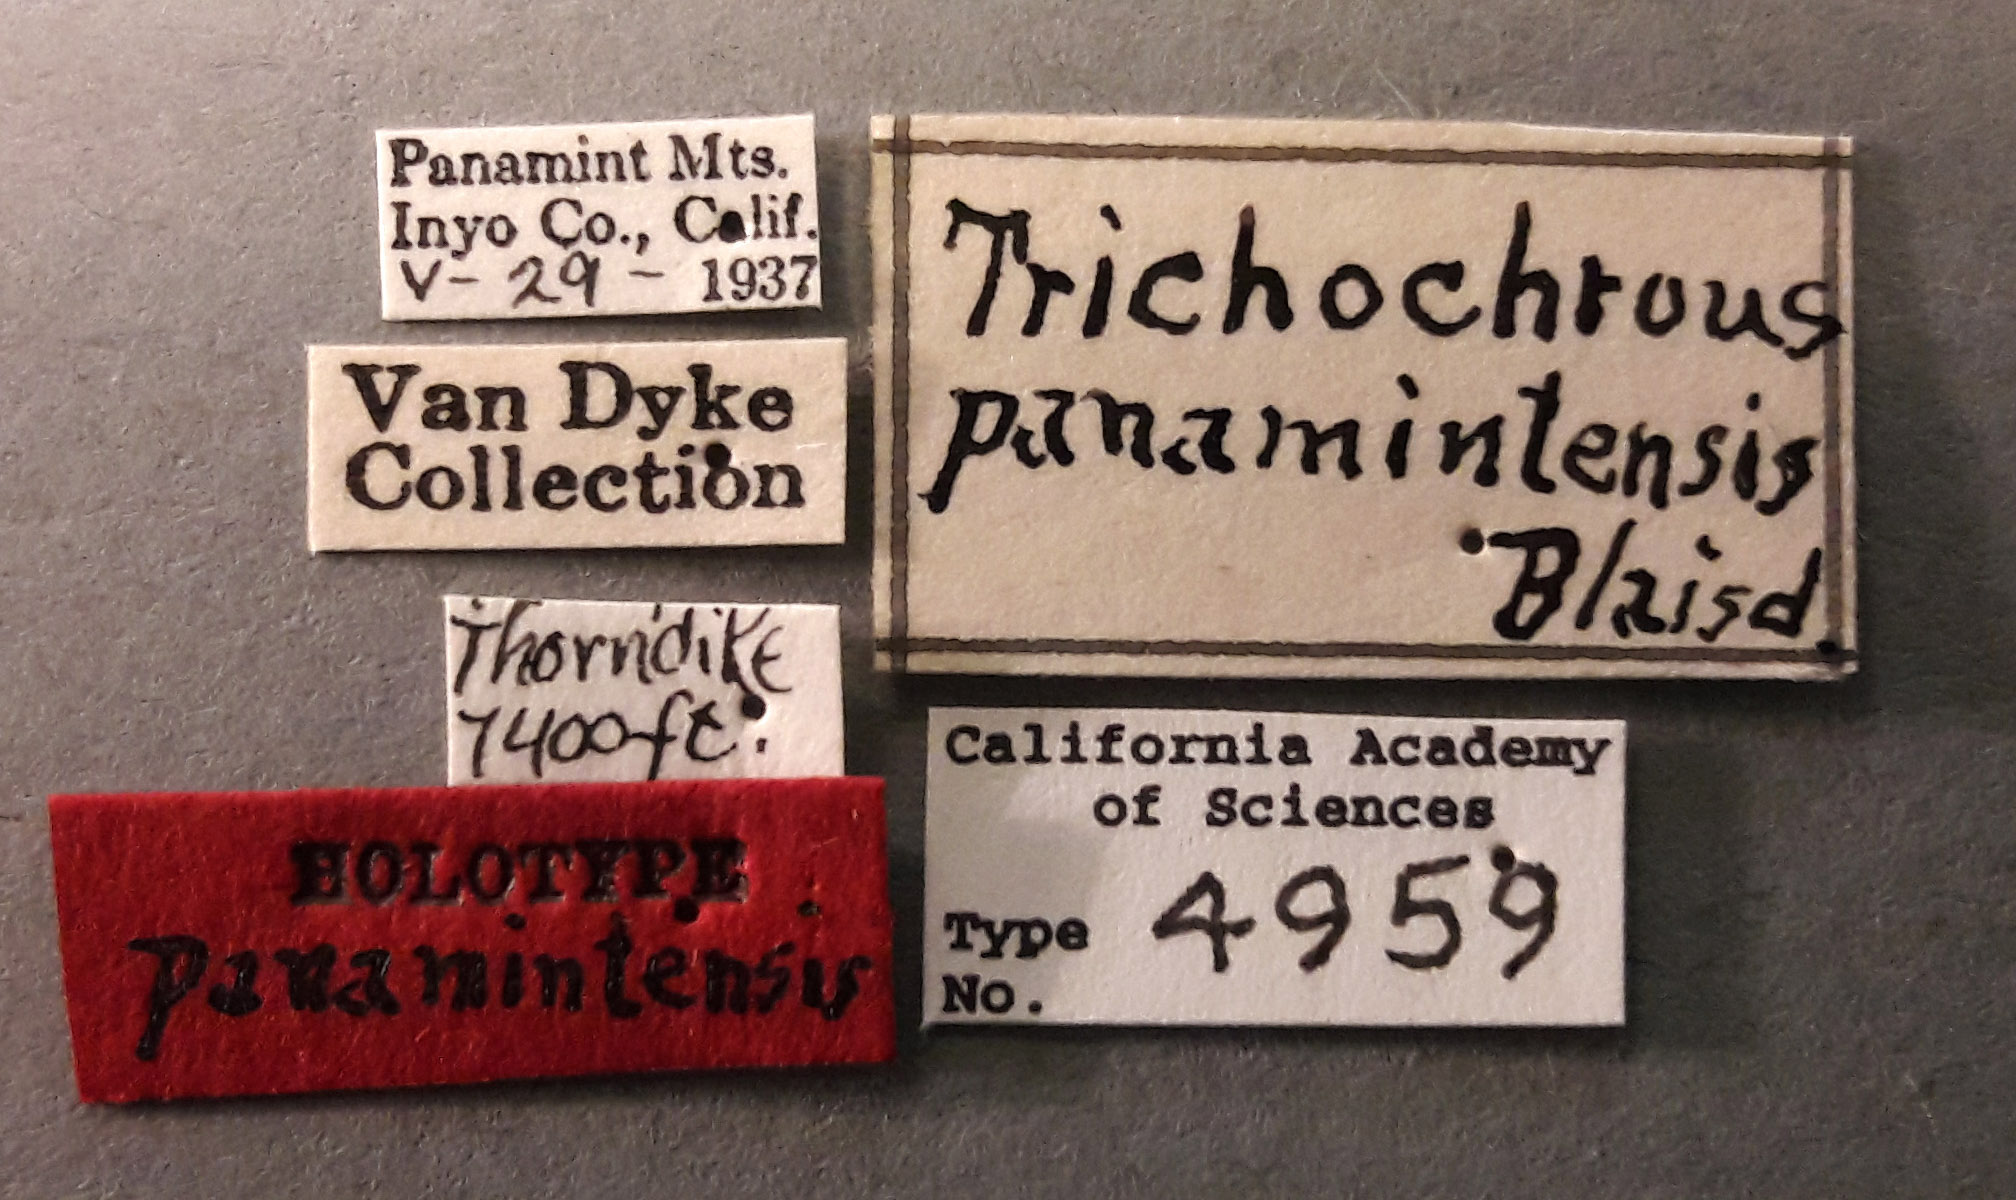 Panamint Mts.
Inyo Co., Calif.
V - 29 - 1937
Van Dyke
Collection
Thorndike
7400 ft.
HOLOTYPE
panamintensis
Trichochrous
panamintensis
Blaisd.
California Academy
of Sciences
Type
No. 4959